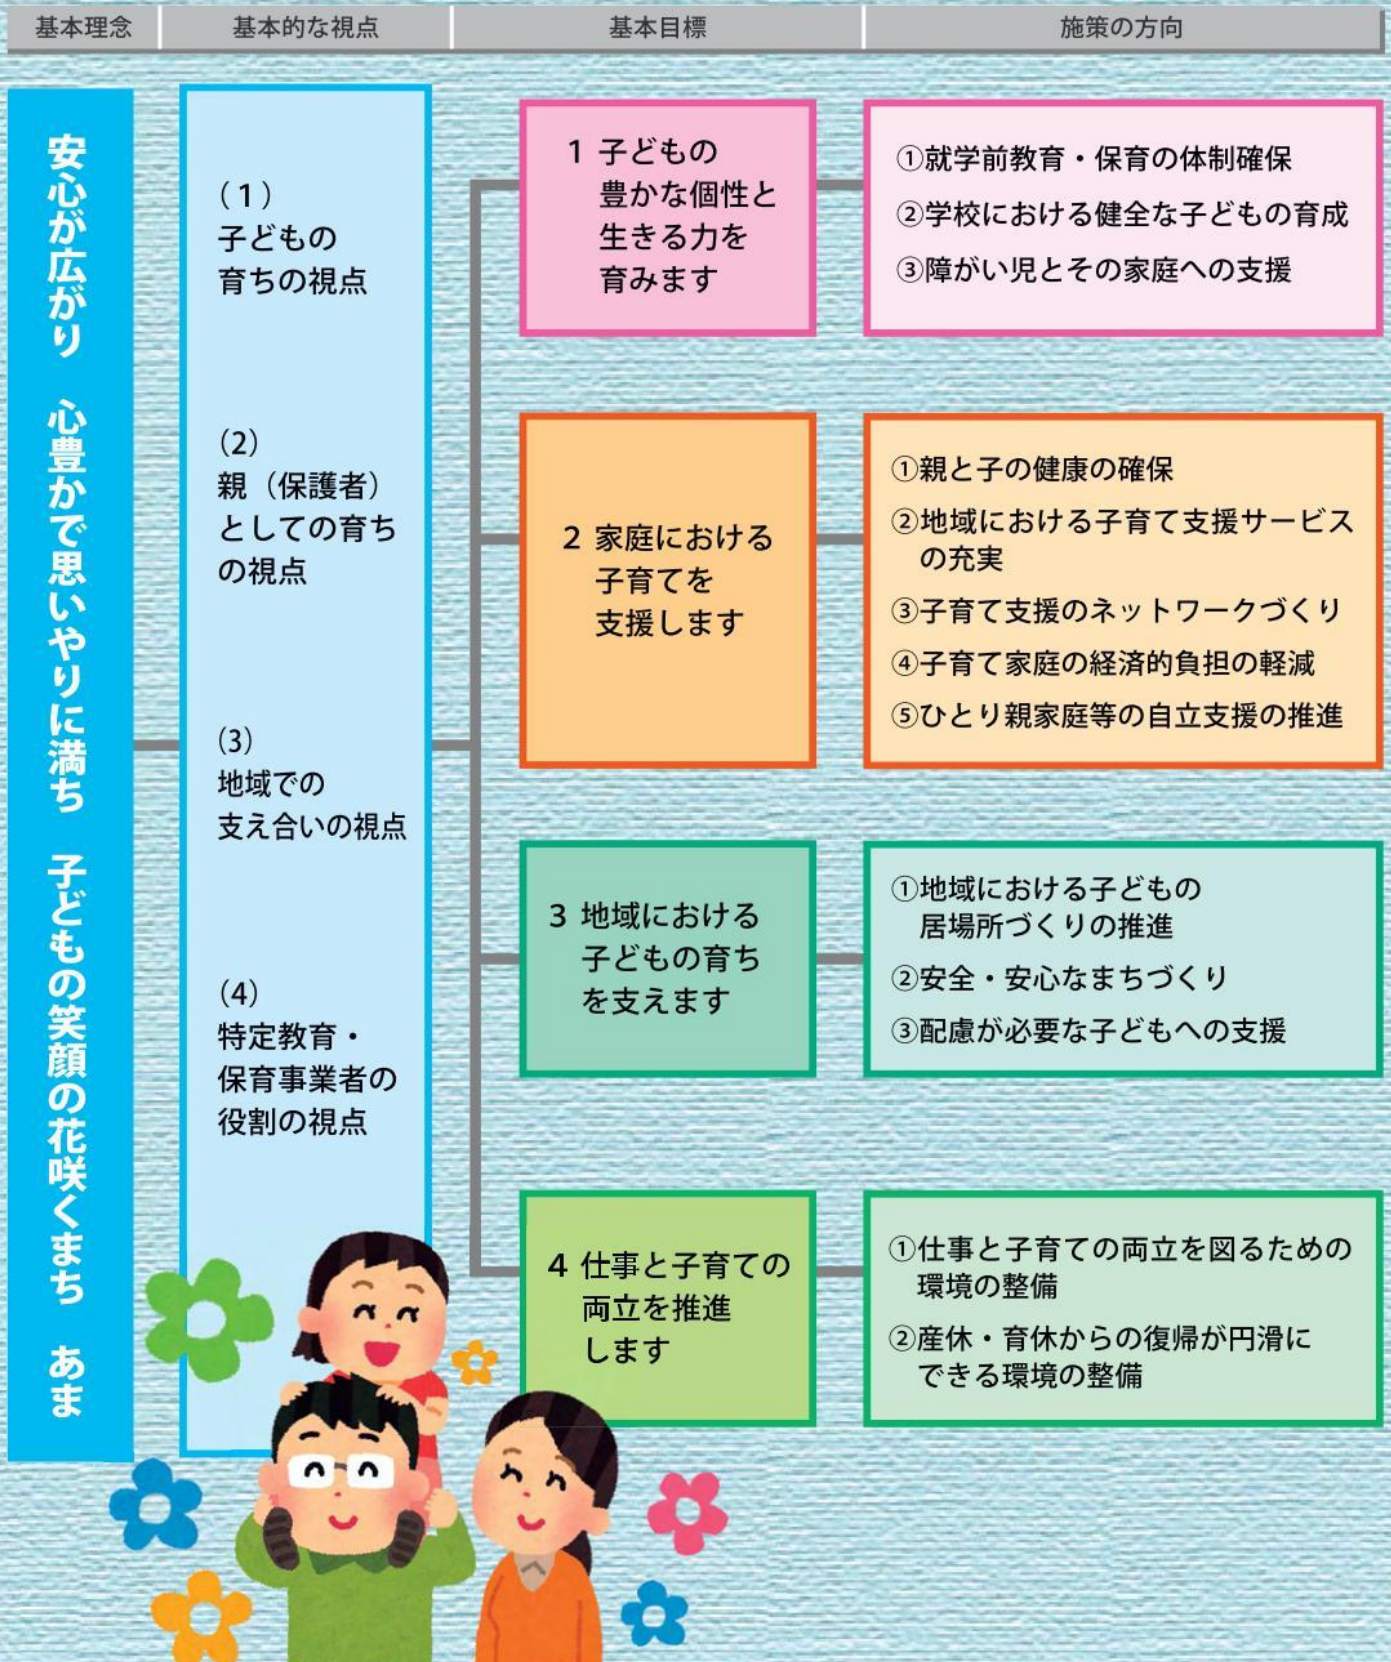 基本理念
基本的な視点
基本目標
施策の方向
安心が広がり　心豊かで思いやりに満ち　子どもの笑顔の花咲くまち　あま
（1）
子どもの
育ちの視点
（2）
親（保護者）
としての育ち
の視点
（3）
地域での
支え合いの視点
（4）
特定教育・
保育事業者の
役割の視点
1 子どもの
豊かな個性と
生きる力を
育みます
①就学前教育・保育の体制確保
②学校における健全な子どもの育成
③障がい児とその家庭への支援
2 家庭における
子育てを
支援します
①親と子の健康の確保
②地域における子育て支援サービス
の充実
③子育て支援のネットワークづくり
④子育て家庭の経済的負担の軽減
⑤ひとり親家庭等の自立支援の推進
3 地域における
子どもの育ち
を支えます
①地域における子どもの
居場所づくりの推進
②安全・安心なまちづくり
③配慮が必要な子どもへの支援
4 仕事と子育ての
両立を推進
します
①仕事と子育ての両立を図るための
環境の整備
②産休・育休からの復帰が円滑に
できる環境の整備